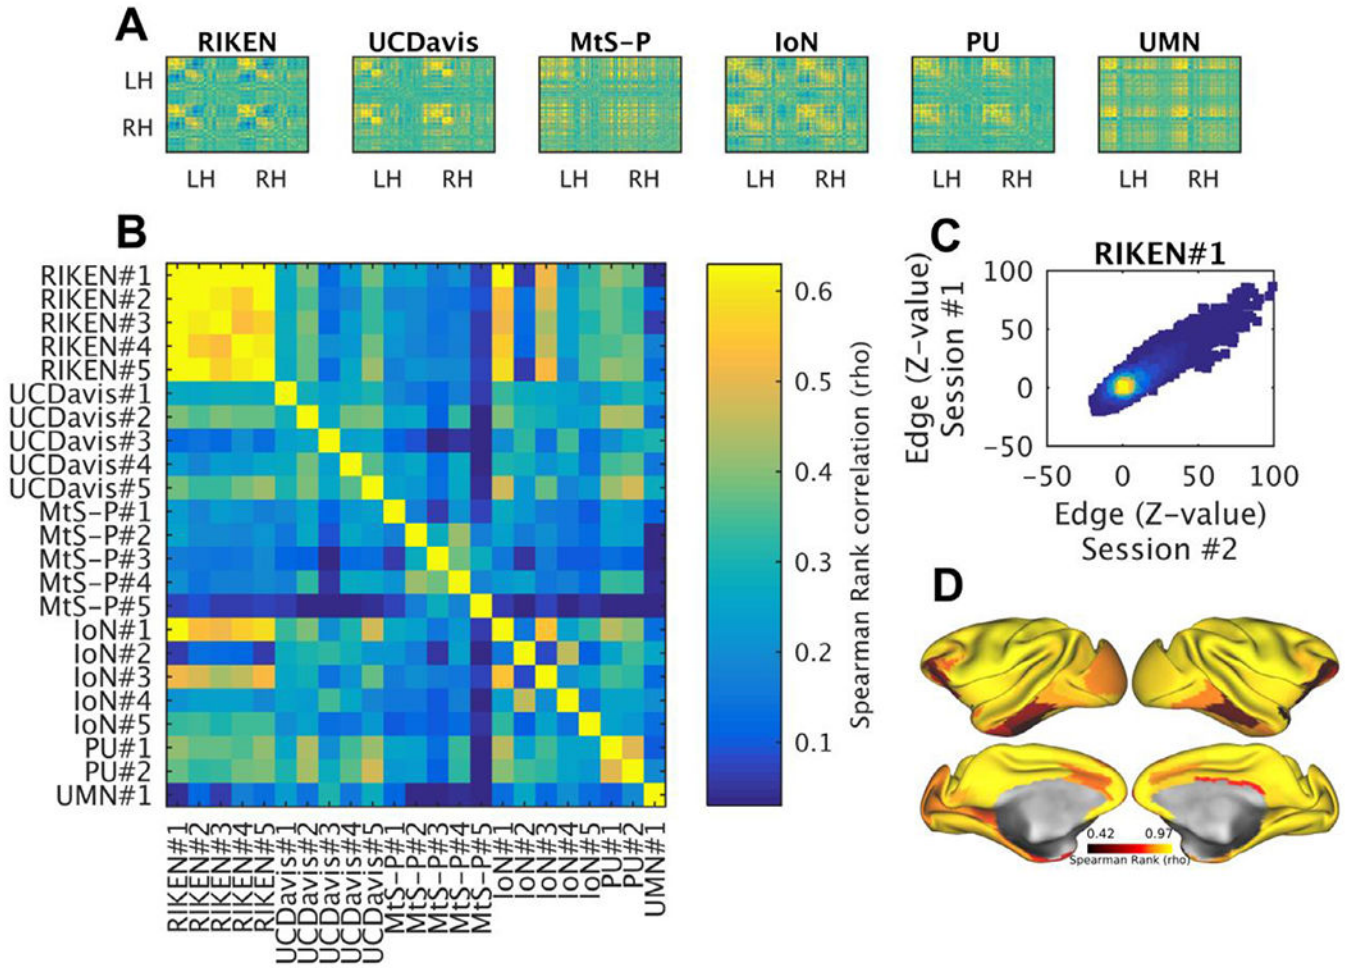 A
RIKEN UCDavis MtS-P IoN PU UMN
LH
RH
LH RH LH RH LH RH LH RH LH RH LH RH
B
RIKEN#1
RIKEN#2
RIKEN#3
RIKEN#4
RIKEN#5
UCDavis#1
UCDavis#2
UCDavis#3
UCDavis#4
UCDavis#5
MtS-P#1
MtS-P#2
MtS-P#3
MtS-P#4
MtS-P#5
IoN#1
IoN#2
IoN#3
IoN#4
IoN#5
PU#1
PU#2
UMN#1
RIKEN#1
RIKEN#2
RIKEN#3
RIKEN#4
RIKEN#5
UCDavis#1
UCDavis#2
UCDavis#3
UCDavis#4
UCDavis#5
MtS-P#1
MtS-P#2
MtS-P#3
MtS-P#4
MtS-P#5
IoN#1
IoN#2
IoN#3
IoN#4
IoN#5
PU#1
PU#2
UMN#1
0.6
0.5
0.4
0.3
0.2
0.1
Spearman Rank correlation (rho)
C
RIKEN#1
Edge (Z-value)
Session #1
100
50
0
−50
−50 0 50 100
Edge (Z-value)
Session #2
D
0.42 0.97
Spearman Rank (rho)